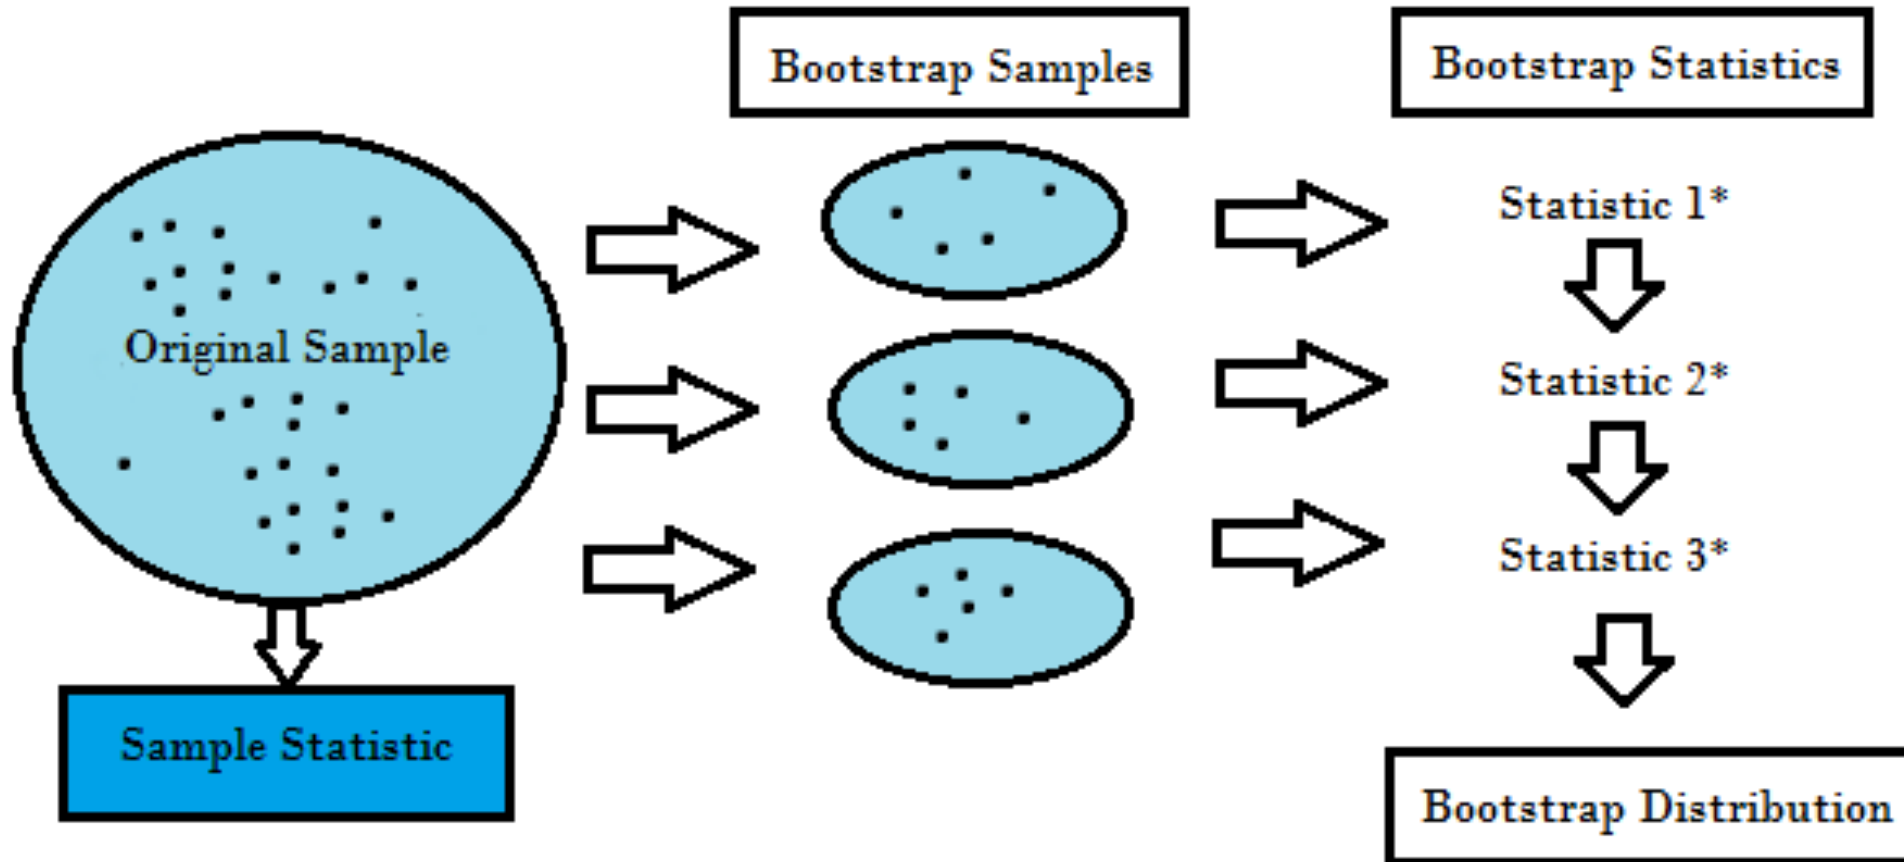 Bootstrap Samples
Bootstrap Statistics
Original Sample
Statistic 1*
Statistic 2*
Statistic 3*
Sample Statistic
Bootstrap Distribution